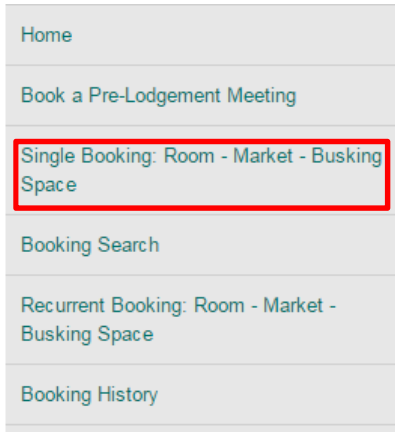 Home
Book a Pre-Lodgement Meeting
Single Booking: Room - Market - Busking
Space
Booking Search
Recurrent Booking: Room - Market -
Busking Space
Booking History